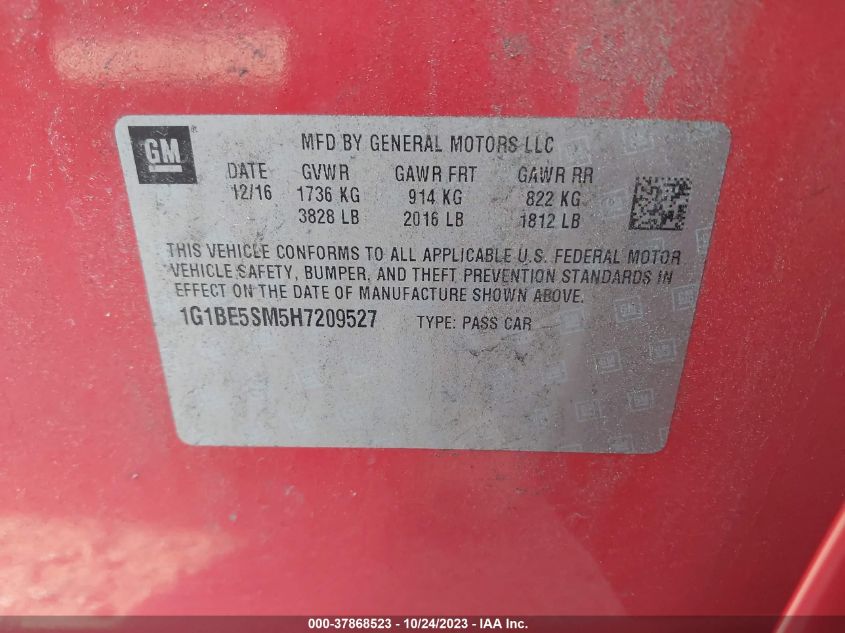 GM
MFD BY GENERAL MOTORS LLC
DATE GVWR GAWR FRT GAWR RR
12/16 1736 KG 914 KG 822 KG
3828 LB 2016 LB 1812 LB
THIS VEHICLE CONFORMS TO ALL APPLICABLE U.S. FEDERAL MOTOR
VEHICLE SAFETY, BUMPER, AND THEFT PREVENTION STANDARDS IN
EFFECT ON THE DATE OF MANUFACTURE SHOWN ABOVE.
1G1BE5SM5H7209527 TYPE: PASS CAR
000-37868523 - 10/24/2023 - IAA Inc.